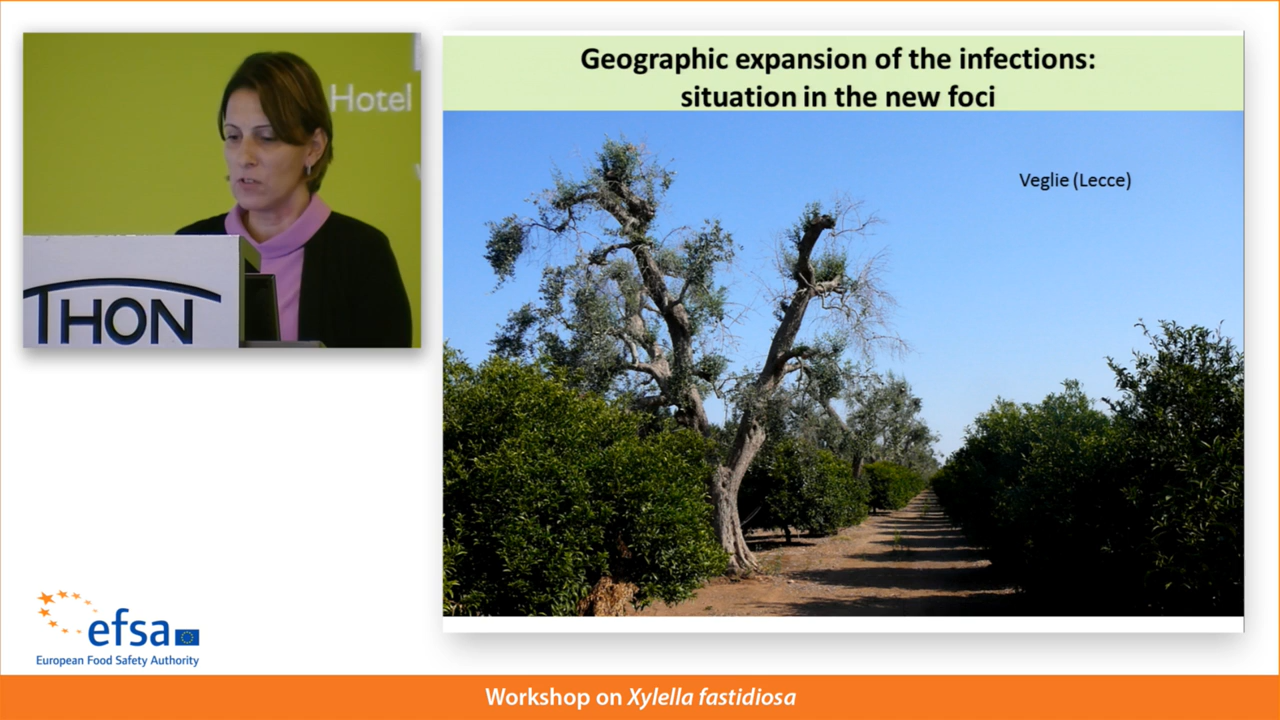 Hotel
THON
Geographic expansion of the infections:
situation in the new foci
Veglie (Lecce)
efsa
European Food Safety Authority
Workshop on Xylella fastidiosa